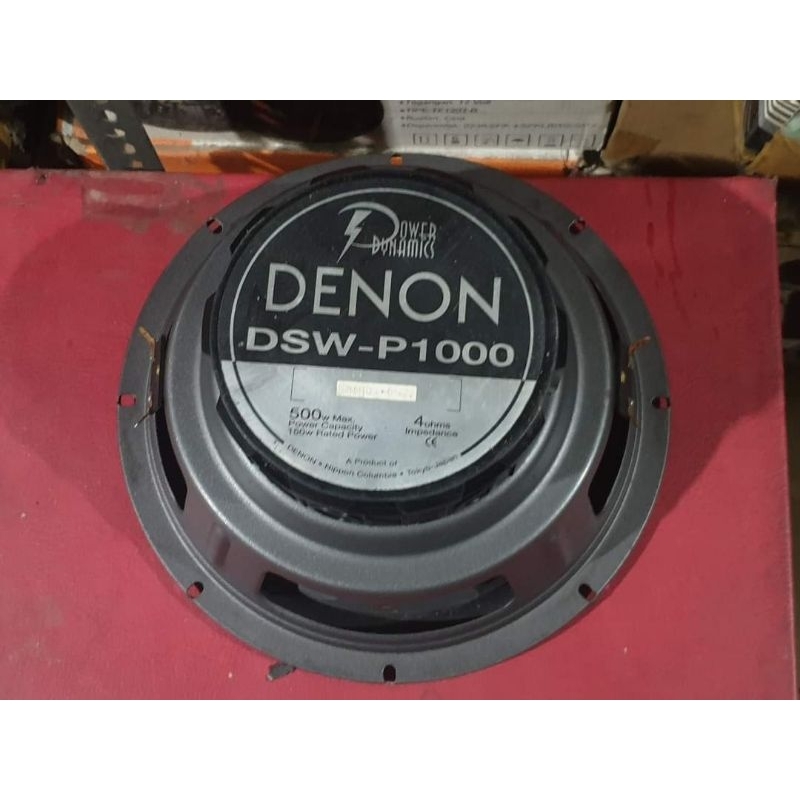 POWER
DYNAMICS
DENON
DSW-P1000
500w Max.
Power Capacity
150w Rated Power
4ohms
Impedance
CE
A Product of
DENON • Nippon Columbia • Tokyo-Japan